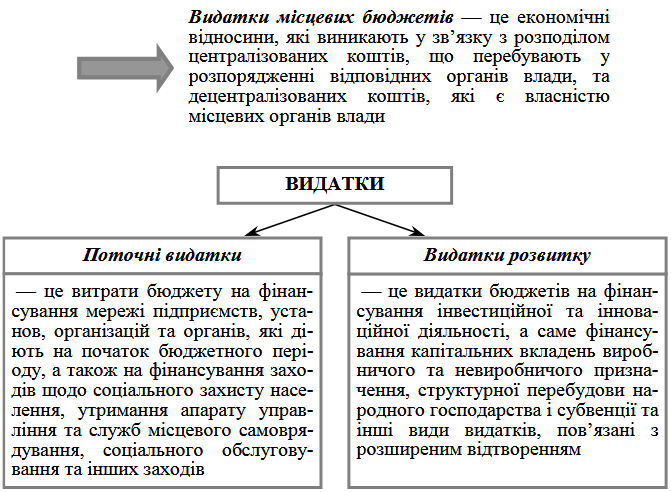 Видатки місцевих бюджетів — це економічні
відносини, які виникають у зв’язку з розподілом
централізованих коштів, що перебувають у
розпорядженні відповідних органів влади, та
децентралізованих коштів, які є власністю
місцевих органів влади
ВИДАТКИ
Поточні видатки
— це витрати бюджету на фінан-
сування мережі підприємств, уста-
нов, організацій та органів, які ді-
ють на початок бюджетного пері-
оду, а також на фінансування захо-
дів щодо соціального захисту насе-
лення, утримання апарату управ-
ління та служб місцевого самовря-
дування, соціального обслугову-
вання та інших заходів
Видатки розвитку
— це видатки бюджетів на фінан-
сування інвестиційної та іннова-
ційної діяльності, а саме фінансу-
вання капітальних вкладень вироб-
ничого та невиробничого призна-
чення, структурної перебудови на-
родного господарства і субвенції та
інші види видатків, пов’язані з
розширеним відтворенням